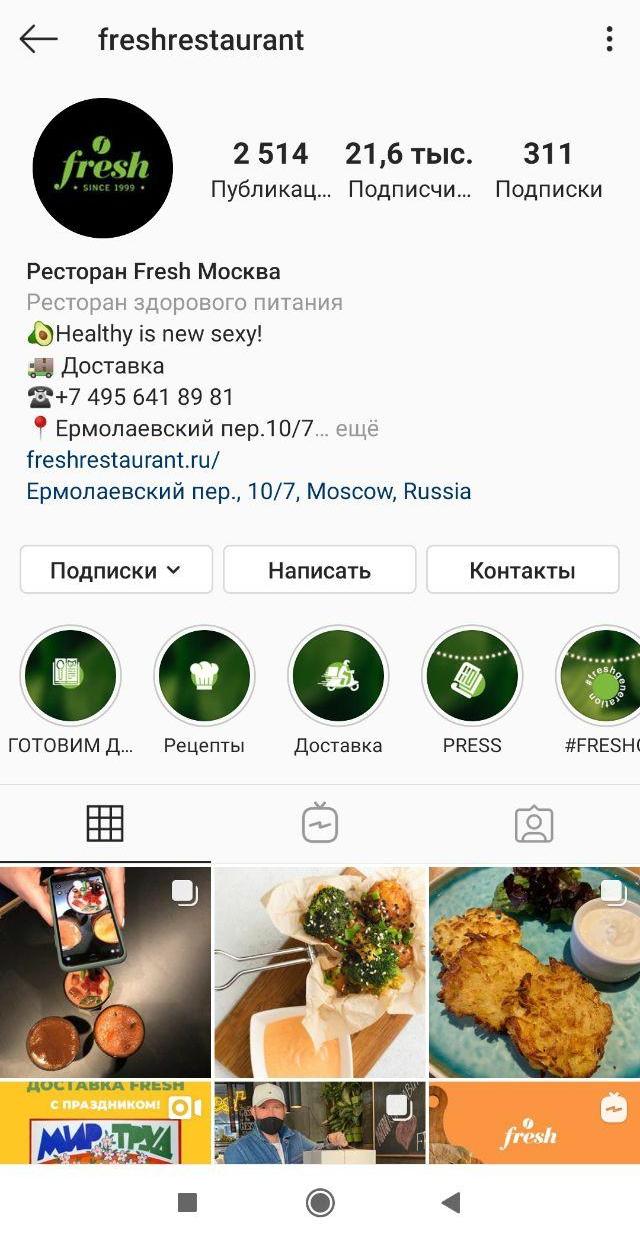 freshrestaurant
fresh
• SINCE 1999 •
2 514 21,6 тыс. 311
Публикац... Подписчи... Подписки
Ресторан Fresh Москва
Ресторан здорового питания
🥑Healthy is new sexy!
🚚 Доставка
☎+7 495 641 89 81
📍Ермолаевский пер.10/7... ещё
freshrestaurant.ru/
Ермолаевский пер., 10/7, Moscow, Russia
Подписки Написать Контакты
#freshgeneration
ГОТОВИМ Д... Рецепты Доставка PRESS #FRESH
ДОСТАВКА FRESH
С ПРАЗДНИКОМ!
МИР ТРУД
fresh